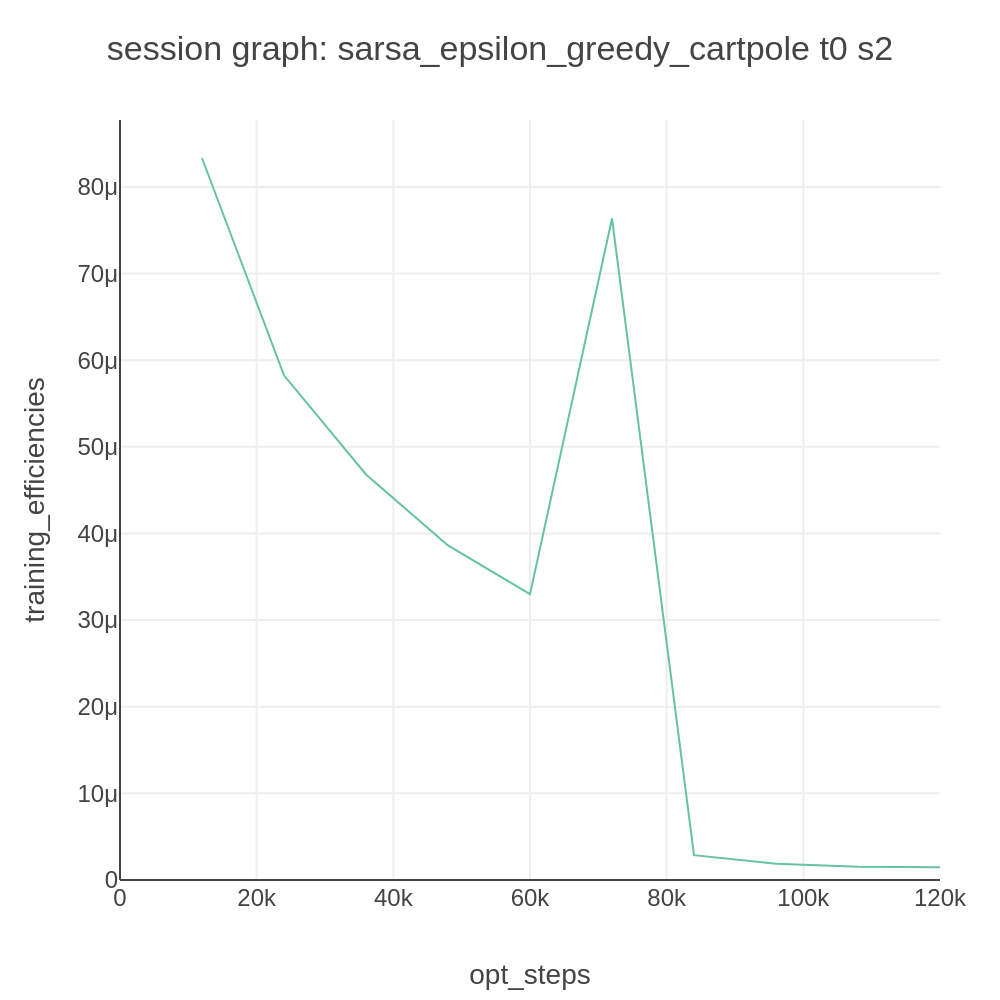 session graph: sarsa_epsilon_greedy_cartpole t0 s2
training_efficiencies
80μ
70μ
60μ
50μ
40μ
30μ
20μ
10μ
0
0
20k
40k
60k
80k
100k
120k
opt_steps